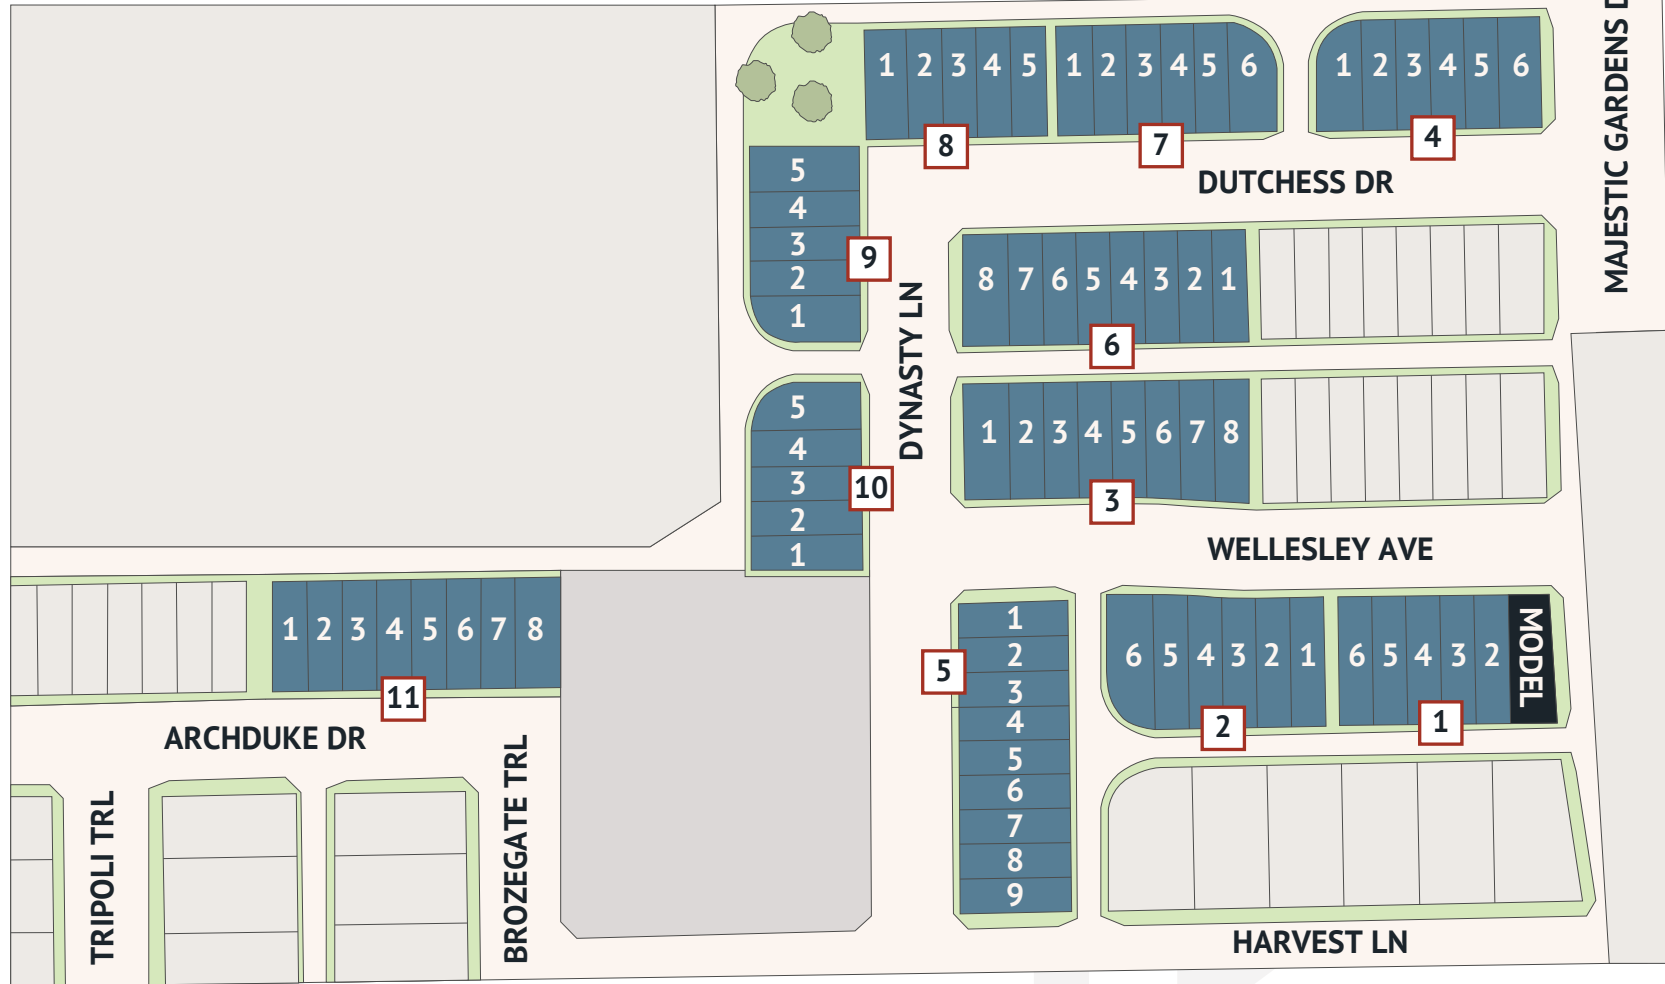 1 2 3 4 5
1 2 3 4 5 6
1 2 3 4 5 6
8
7
4
DUTCHESS DR
MAJESTIC GARDENS D
5
4
3
2
1
9
DYNASTY LN
8 7 6 5 4 3 2 1
6
5
4
3
2
1
10
1 2 3 4 5 6 7 8
3
WELLESLEY AVE
1 2 3 4 5 6 7 8
11
ARCHDUKE DR
TRIPOLI TRL
BROZEGATE TRL
5
1
2
3
4
5
6
7
8
9
6 5 4 3 2 1
2
6 5 4 3 2
MODEL
1
HARVEST LN